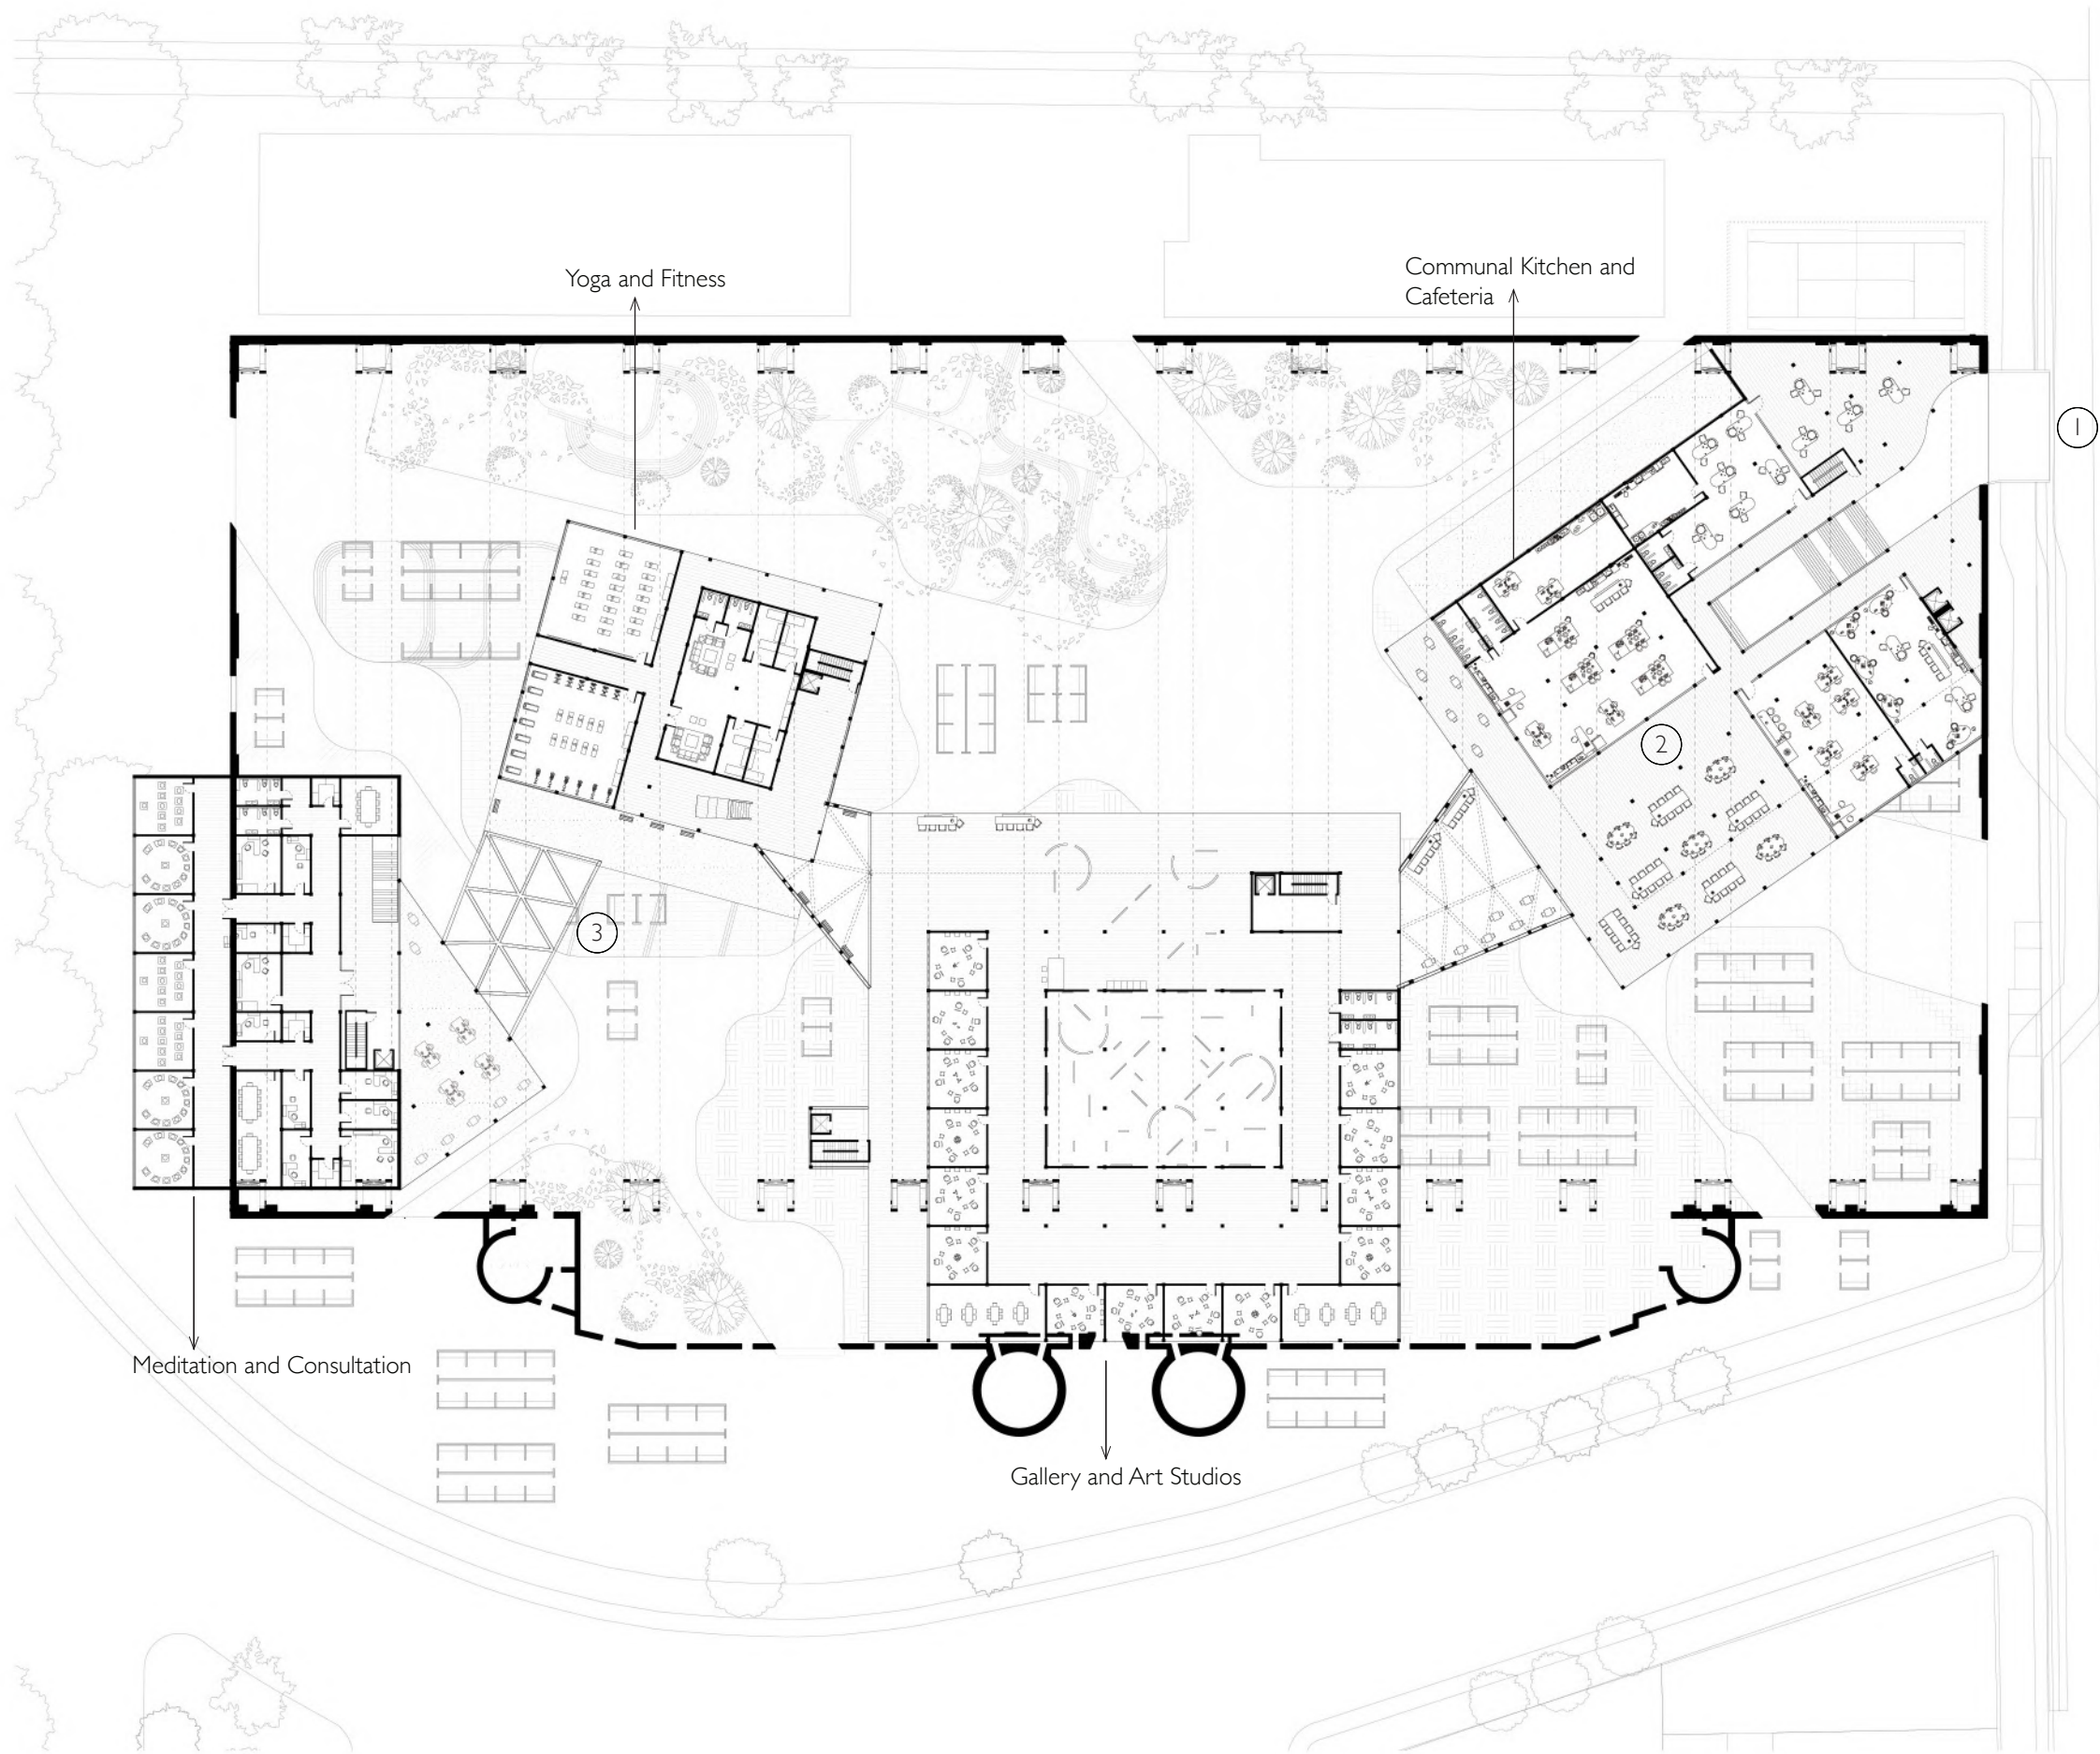 Communal Kitchen and
Cafeteria
Yoga and Fitness
1
2
3
Meditation and Consultation
Gallery and Art Studios